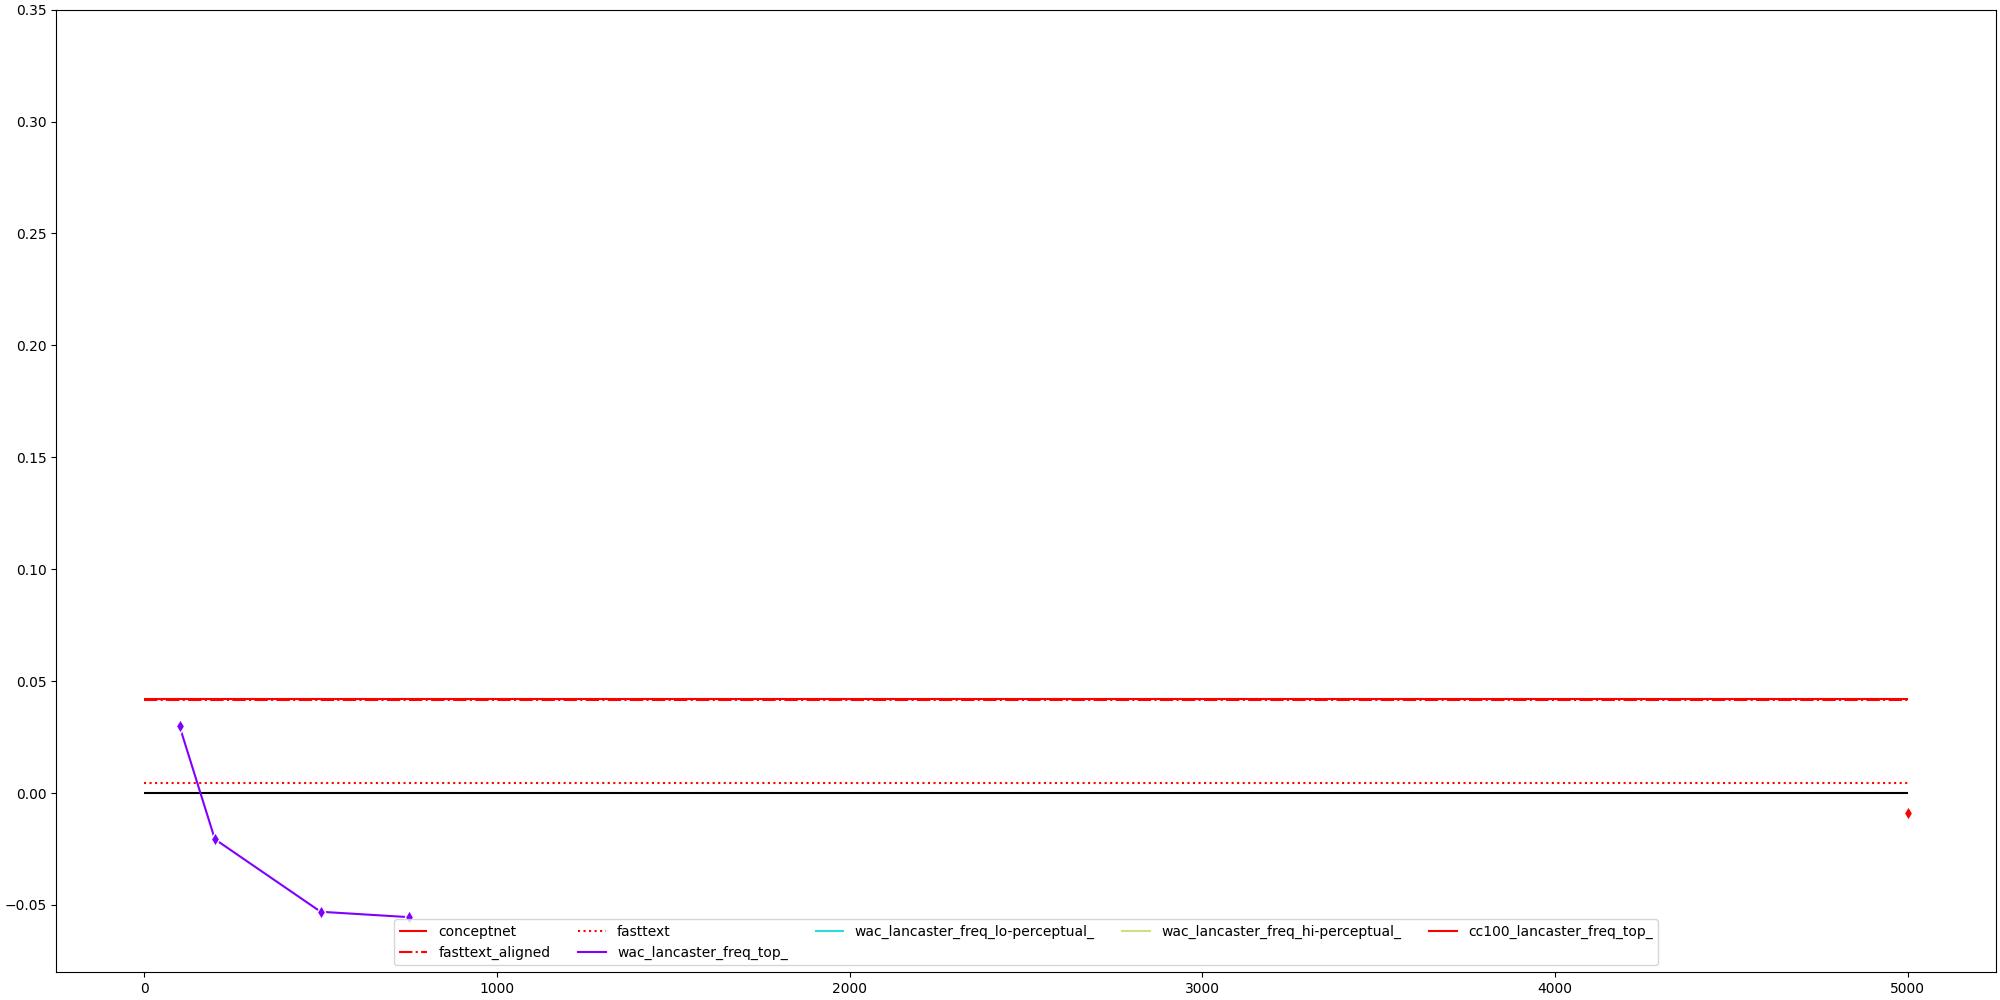 0.35
0.30
0.25
0.20
0.15
0.10
0.05
0.00
−0.05
conceptnet
fasttext_aligned
fasttext
wac_lancaster_freq_top_
wac_lancaster_freq_lo-perceptual_
wac_lancaster_freq_hi-perceptual_
cc100_lancaster_freq_top_
0
1000
2000
3000
4000
5000